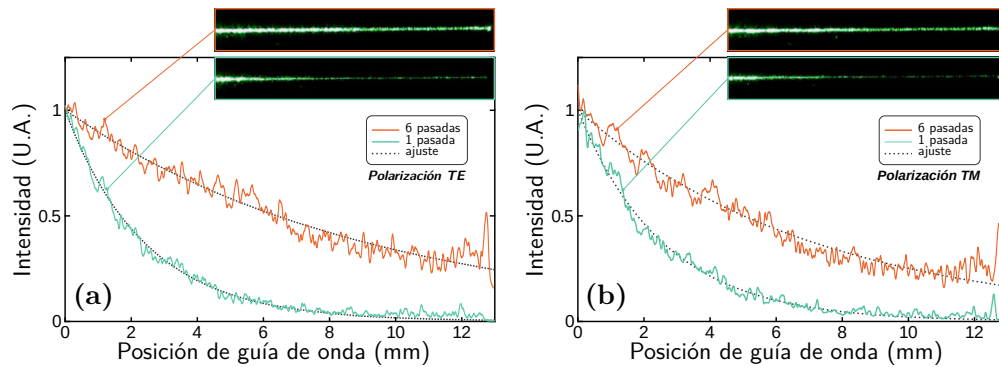 Intensidad (U.A.)
1
0.5
0
6 pasadas
1 pasada
ajuste
Polarización TE
(a)
0 2 4 6 8 10 12
Posición de guía de onda (mm)
Intensidad (U.A.)
1
0.5
0
6 pasadas
1 pasada
ajuste
Polarización TM
(b)
0 2 4 6 8 10 12
Posición de guía de onda (mm)